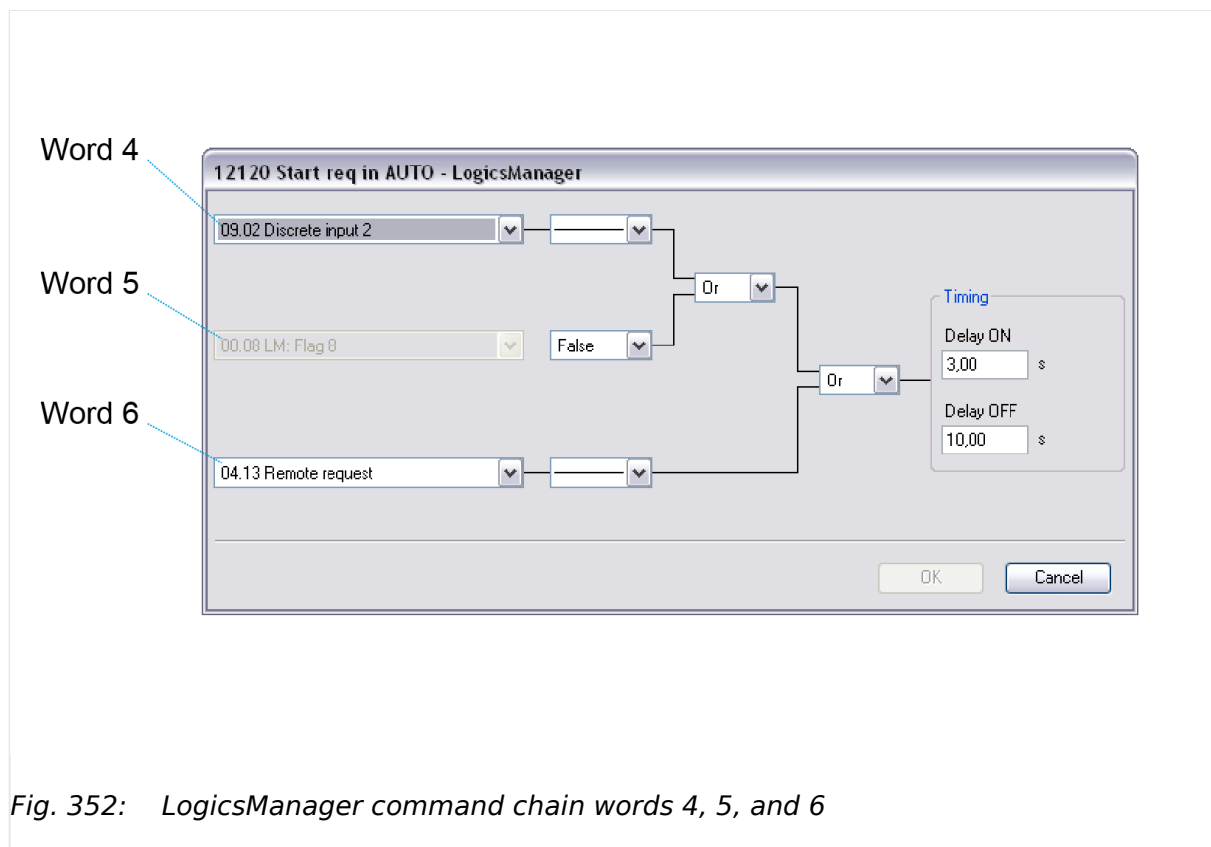 Word 4
12120 Start req in AUTO - LogicsManager
09.02 Discrete input 2
Word 5
Or
Timing
Delay ON
00.08 LM: Flag 8
False
3,00 s
Or
Word 6
Delay OFF
10,00 s
04.13 Remote request
OK
Cancel
Fig. 352: LogicsManager command chain words 4, 5, and 6